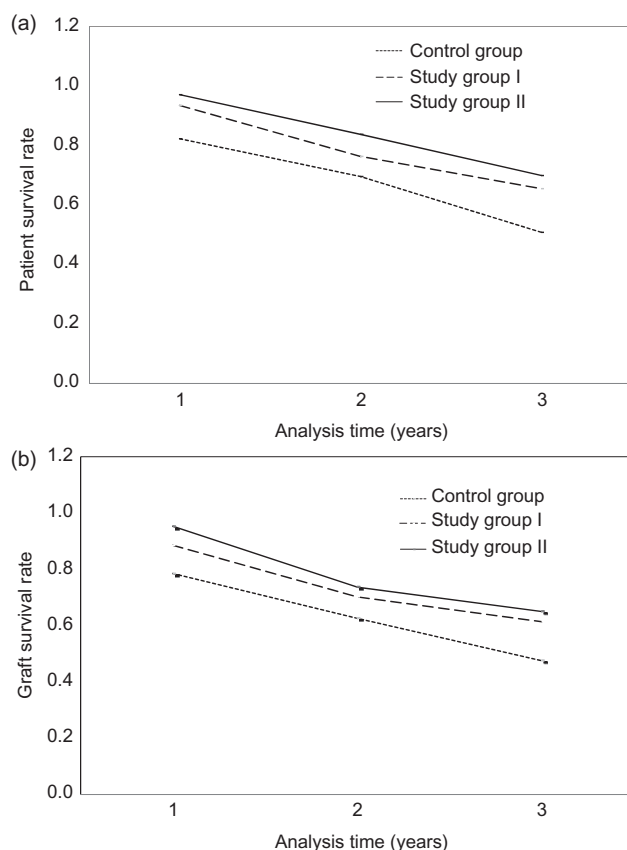 (a)
1.2
1.0
0.8
0.6
0.4
0.2
0.0
Patient survival rate
Control group
Study group I
Study group II
1 2 3
Analysis time (years)
(b)
1.2
1.0
0.8
0.6
0.4
0.2
0.0
Graft survival rate
Control group
Study group I
Study group II
1 2 3
Analysis time (years)